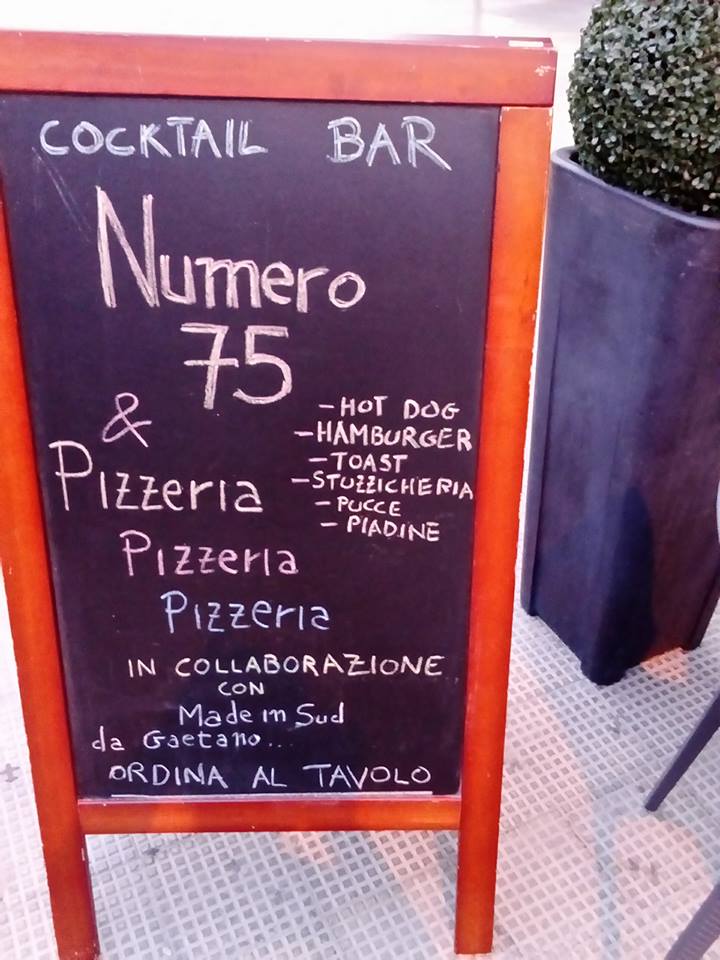 COCKTAIL BAR
Numero
75
&
Pizzeria
Pizzeria
Pizzeria
-HOT DOG
-HAMBURGER
-TOAST
-STUZZICHERIA
-PUCCE
- PIADINE
IN COLLABORAZIONE
CON
Made in Sud
da Gaetano...
ORDINA AL TAVOLO